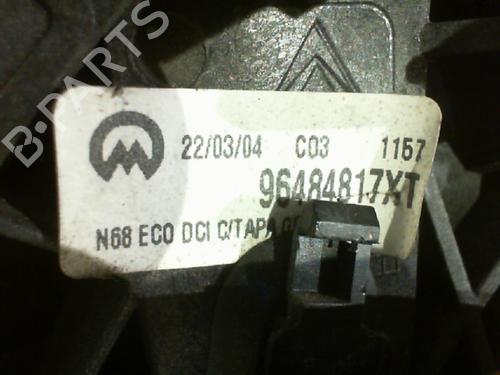 B-PARTS
22/03/04 C03 1157
96484817XT
N68 ECO DCI C/TAPA